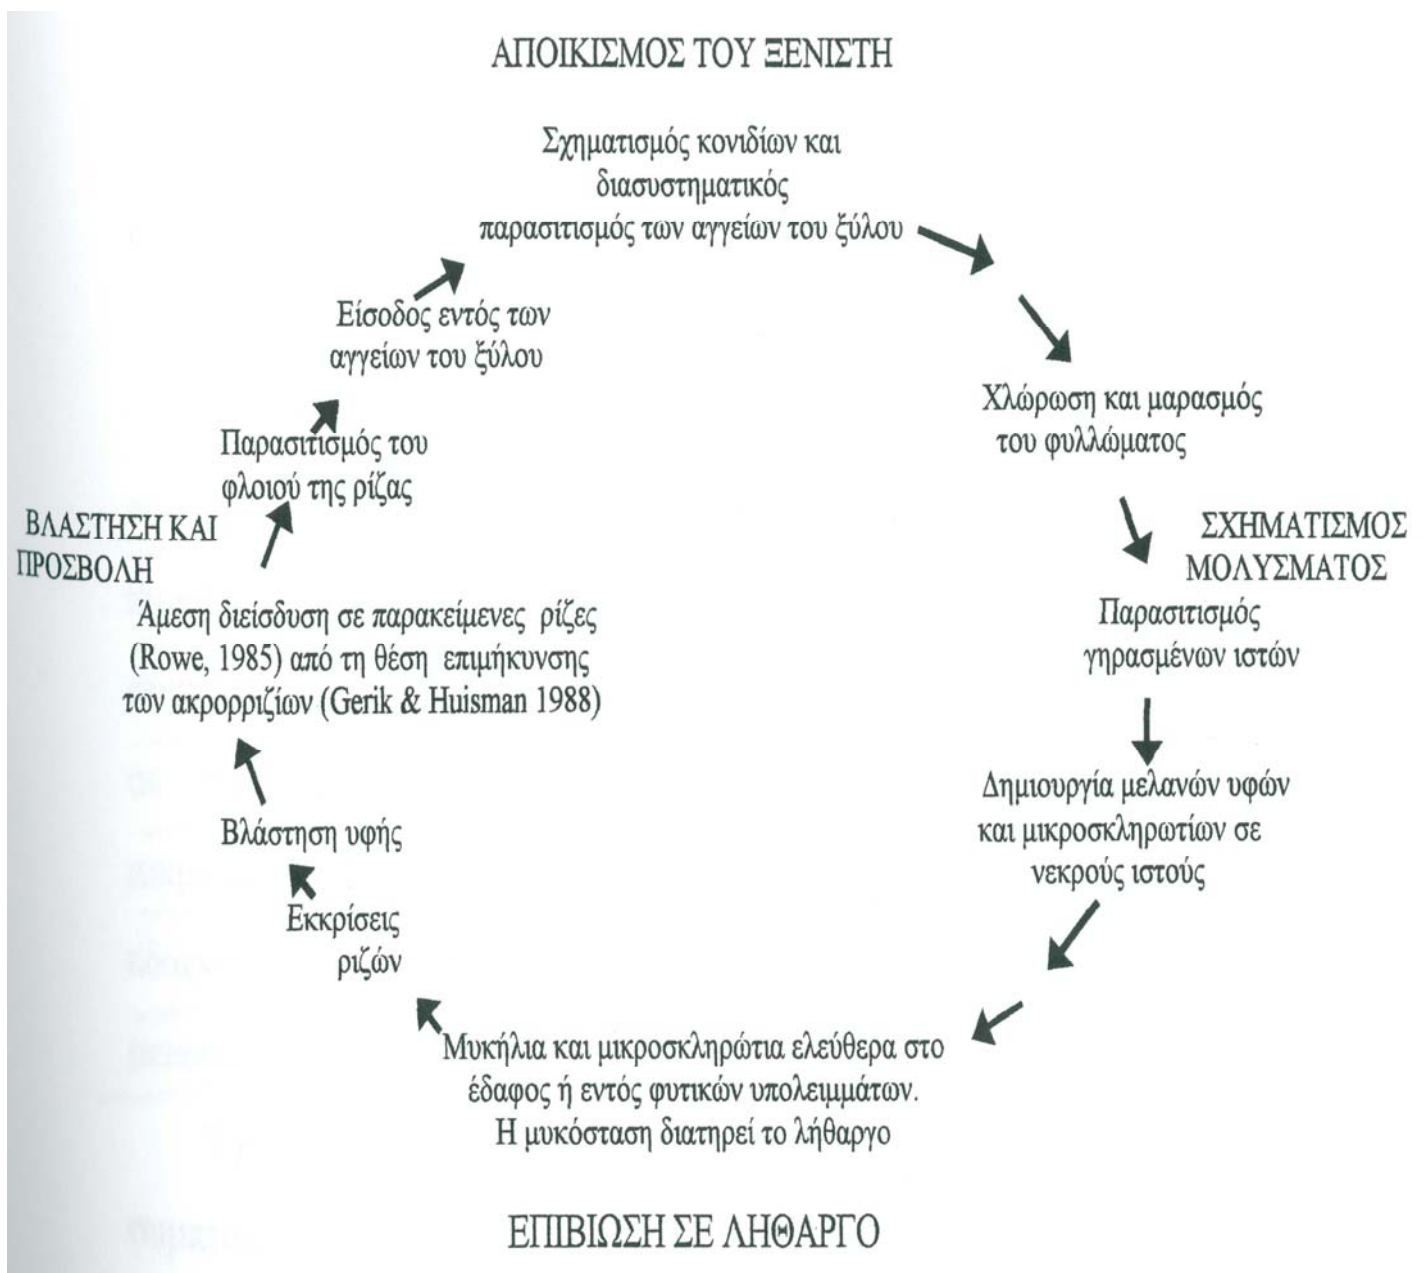 ΑΠΟΙΚΙΣΜΟΣ ΤΟΥ ΞΕΝΙΣΤΗ
Σχηματισμός κονιδίων και
διασυστηματικός
παρασιτισμός των αγγείων του ξύλου
Είσοδος εντός των
αγγείων του ξύλου
Χλώρωση και μαρασμός
του φυλλώματος
Παρασιτισμός του
φλοιού της ρίζας
ΒΛΑΣΤΗΣΗ ΚΑΙ
ΠΡΟΣΒΟΛΗ
ΣΧΗΜΑΤΙΣΜΟΣ
ΜΟΛΥΣΜΑΤΟΣ
Άμεση διείσδυση σε παρακείμενες ρίζες
(Rowe, 1985) από τη θέση επιμήκυνσης
των ακρορριζίων (Gerik & Huisman 1988)
Παρασιτισμός
γηρασμένων ιστών
Δημιουργία μελανών υφών
και μικροσκληρωτίων σε
νεκρούς ιστούς
Βλάστηση υφής
Εκκρίσεις
ριζών
Μυκήλια και μικροσκληρώτια ελεύθερα στο
έδαφος ή εντός φυτικών υπολειμμάτων.
Η μυκόσταση διατηρεί το λήθαργο
ΕΠΙΒΙΩΣΗ ΣΕ ΛΗΘΑΡΓΟ